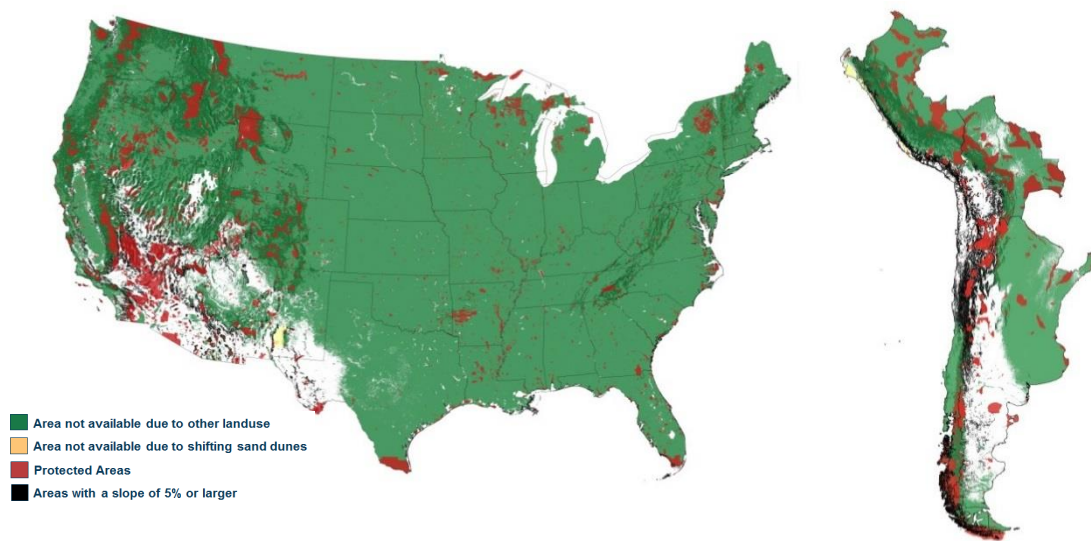 Area not available due to other landuse
Area not available due to shifting sand dunes
Protected Areas
Areas with a slope of 5% or larger